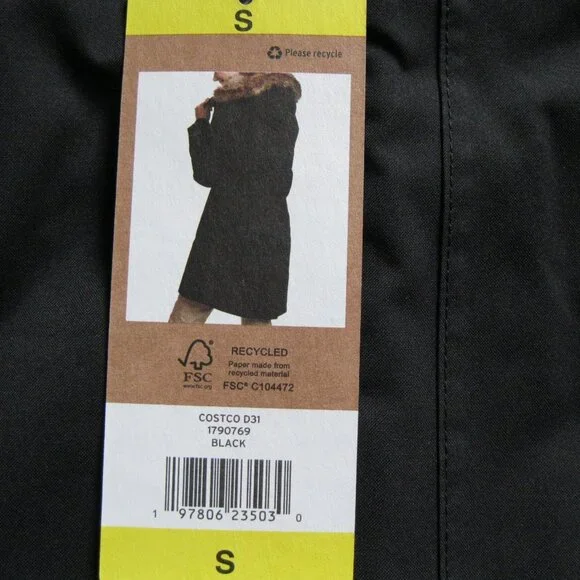 S
Please recycle
FSC
www.fsc.org
RECYCLED
Paper made from
recycled material
FSC® C104472
COSTCO D31
1790769
BLACK
1 97806 23503 0
S